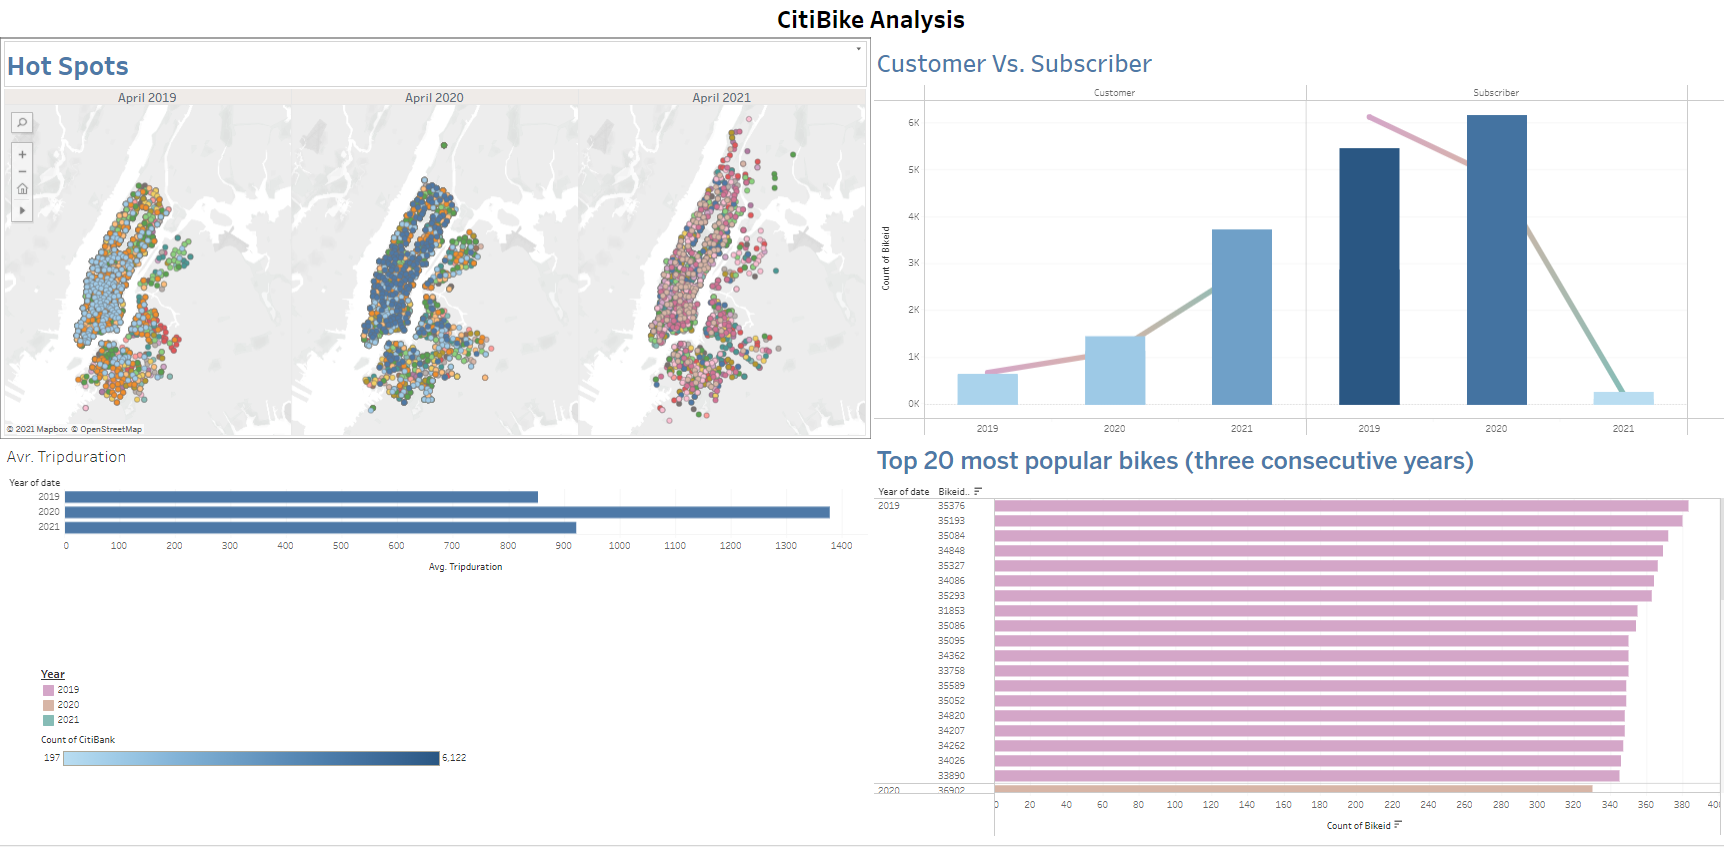 CitiBike Analysis
Hot Spots
April 2019
April 2020
April 2021
© 2021 Mapbox © OpenStreetMap
Customer Vs. Subscriber
Customer
Subscriber
Count of Bikeid
6K
5K
4K
3K
2K
1K
0K
2019
2020
2021
2019
2020
2021
Avr. Tripduration
Year of date
2019
2020
2021
0
100
200
300
400
500
600
700
800
900
1000
1100
1200
1300
1400
Avg. Tripduration
Year
2019
2020
2021
Count of CitiBank
197
6,122
Top 20 most popular bikes (three consecutive years)
Year of date
Bikeid..
2019
35376
35193
35084
34848
35327
34086
35293
31853
35086
35095
34362
33758
35589
35052
34820
34207
34262
34026
33890
2020
36902
0
20
40
60
80
100
120
140
160
180
200
220
240
260
280
300
320
340
360
380
Count of Bikeid